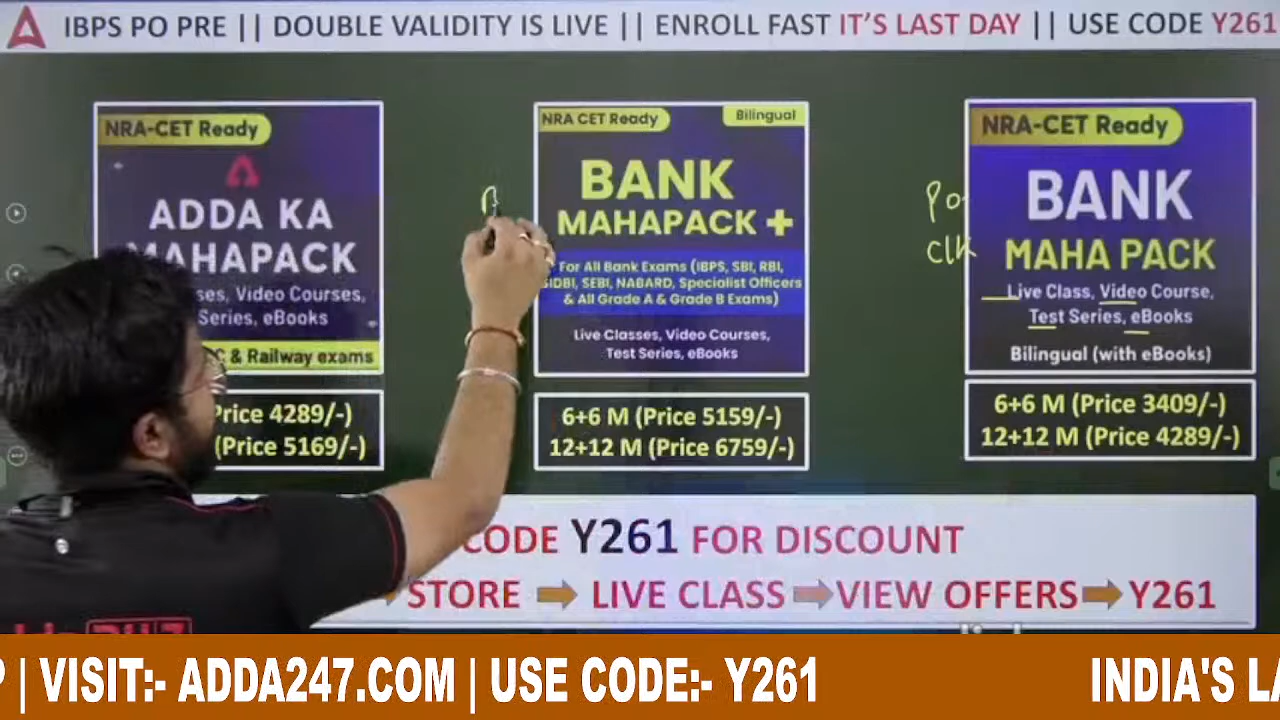 IBPS PO PRE || DOUBLE VALIDITY IS LIVE || ENROLL FAST IT'S LAST DAY || USE CODE Y261
NRA-CET Ready
ADDA KA
MAHAPACK
Video Courses,
Series, eBooks
& Railway exams
Price 4289/-)
(Price 5169/-)
NRA CET Ready
Bilingual
BANK
MAHAPACK +
For All Bank Exams (IBPS, SBI, RBI,
SIDBI, SEBI, NABARD, Specialist Officers
& All Grade A & Grade B Exams)
Live Classes, Video Courses,
Test Series, eBooks
6+6 M (Price 5159/-)
12+12 M (Price 6759/-)
PO
Clk
NRA-CET Ready
BANK
MAHA PACK
Live Class, Video Course,
Test Series, eBooks
Bilingual (with eBooks)
6+6 M (Price 3409/-)
12+12 M (Price 4289/-)
CODE Y261 FOR DISCOUNT
STORE LIVE CLASS VIEW OFFERS Y261
| VISIT:- ADDA247.COM | USE CODE:- Y261
INDIA'S